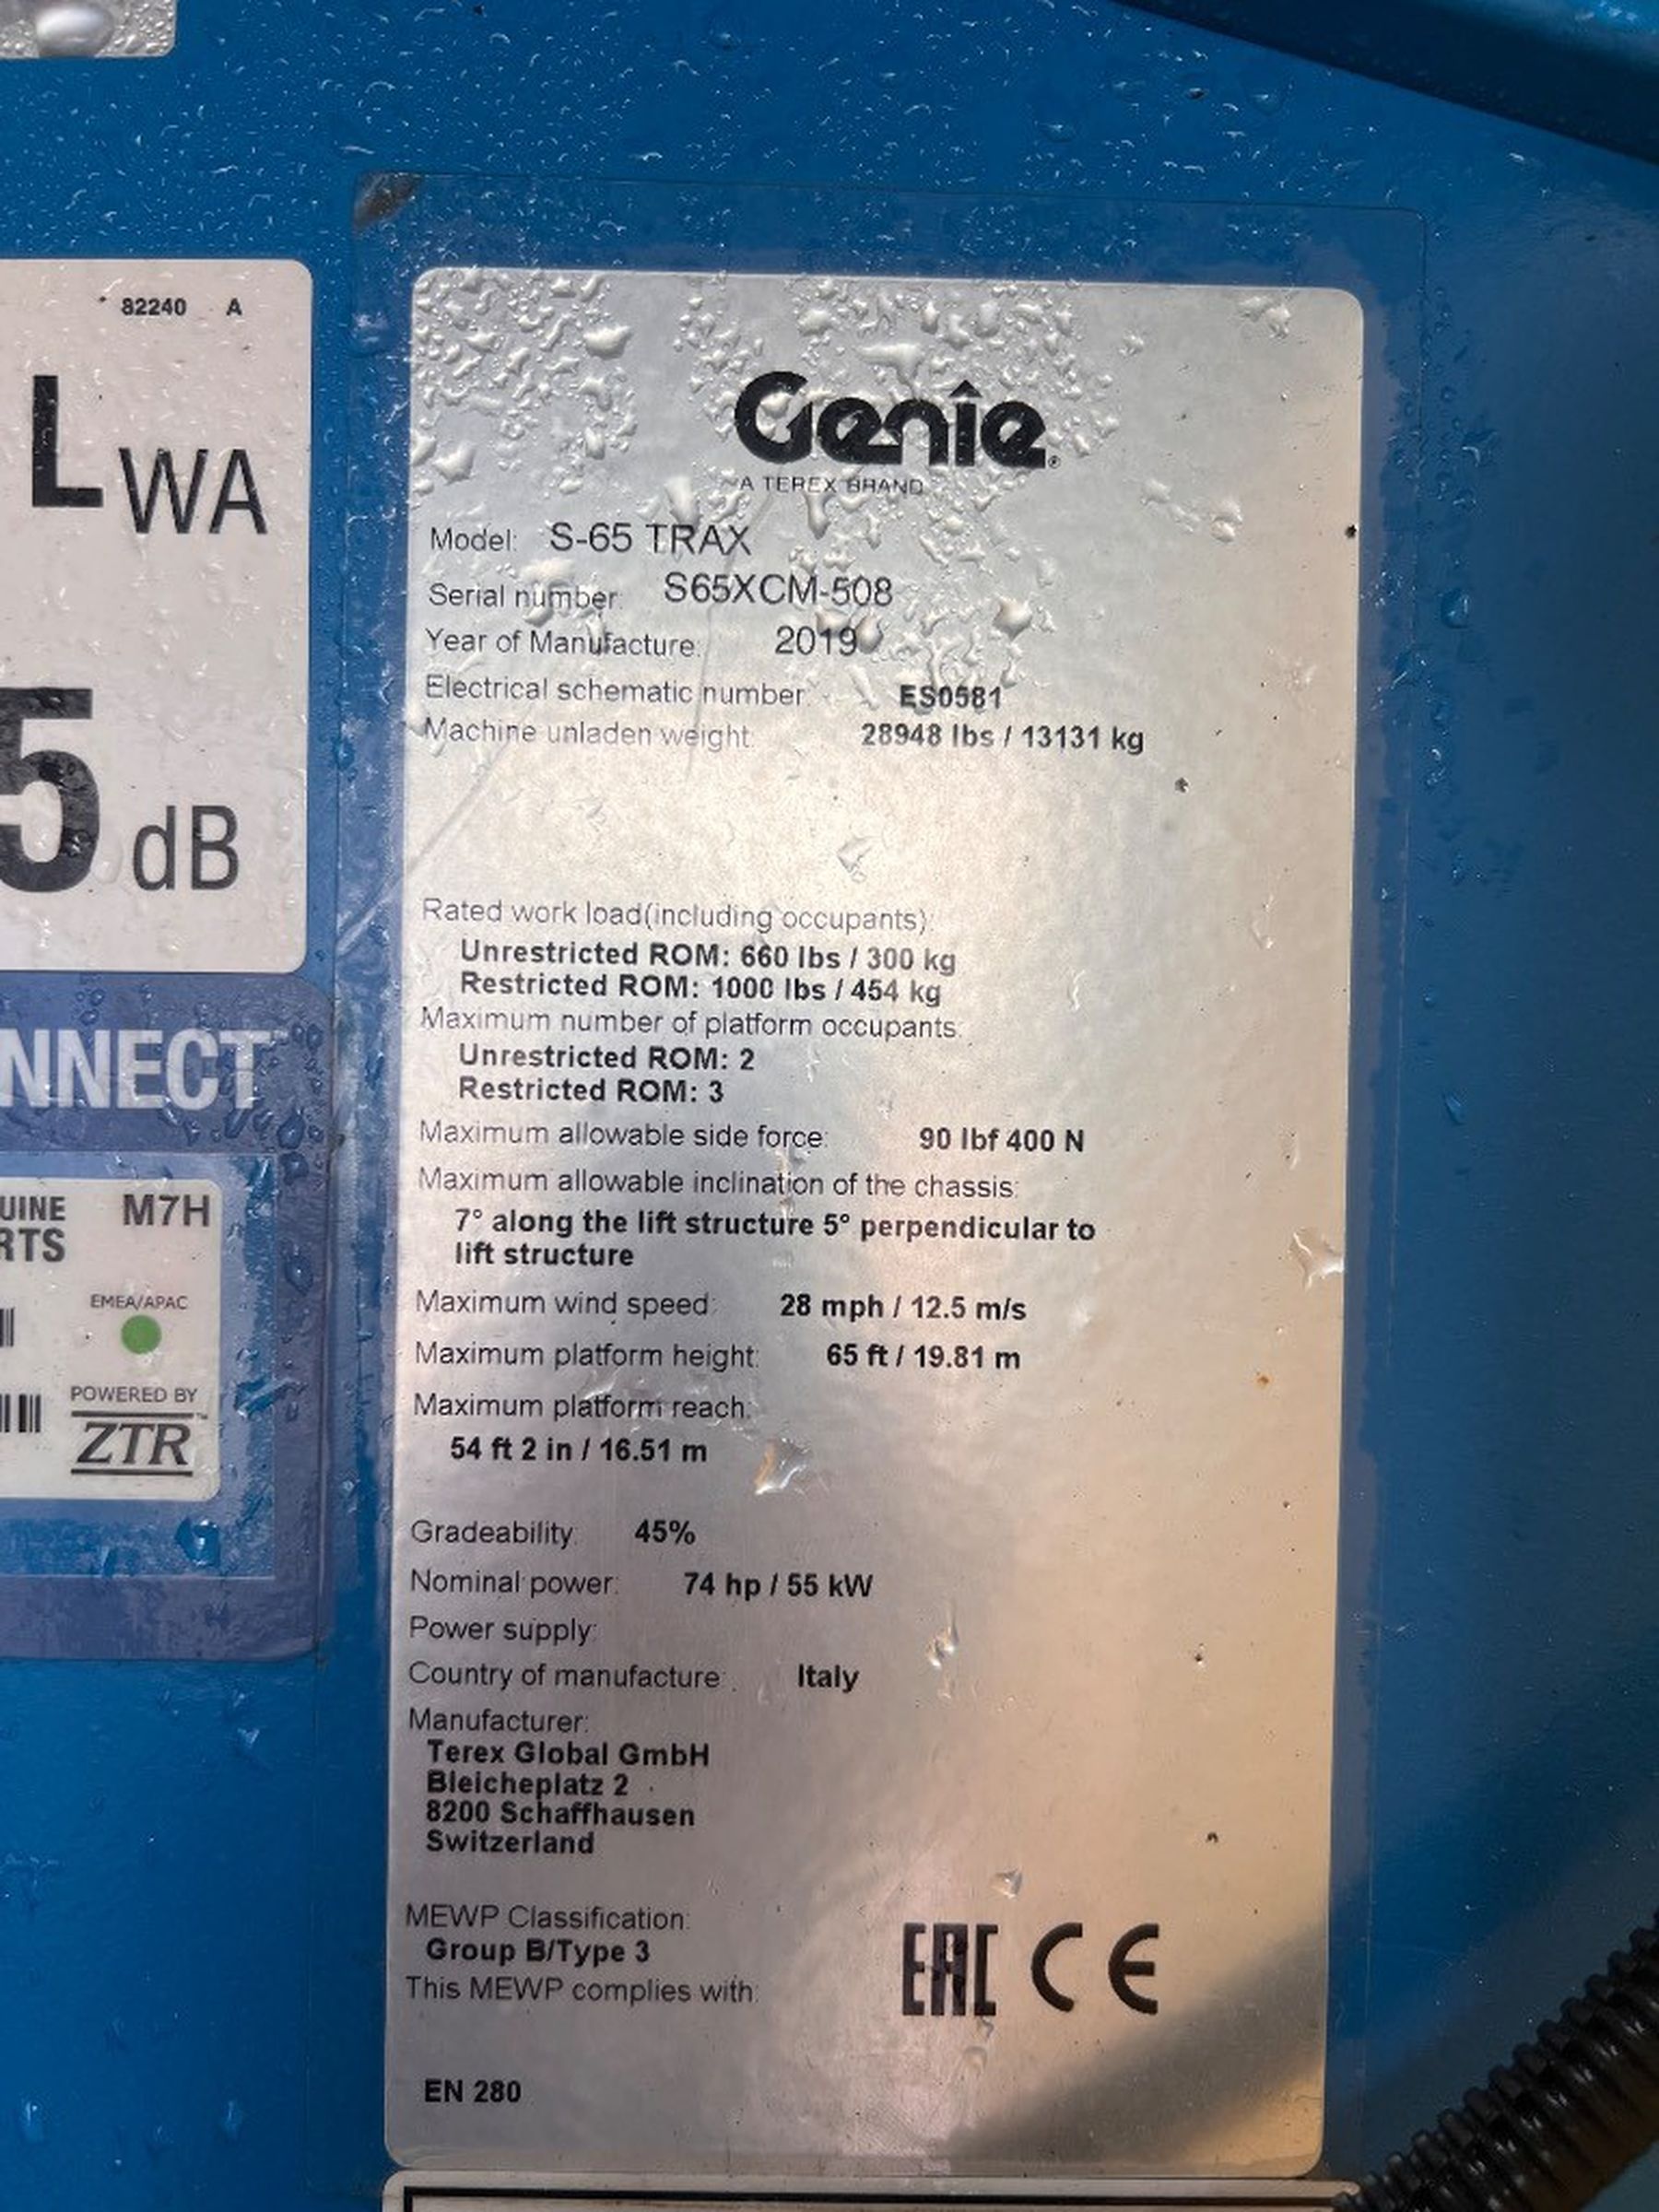 82240 A
LWA
5 dB
NNECT
UINE M7H
RTS
EMEA/APAC
POWERED BY
ZTR™
Genie®
A TEREX BRAND
Model: S-65 TRAX
Serial number: S65XCM-508
Year of Manufacture: 2019
Electrical schematic number ES0581
Machine unladen weight: 28948 lbs / 13131 kg
Rated work load(including occupants):
Unrestricted ROM: 660 lbs / 300 kg
Restricted ROM: 1000 lbs / 454 kg
Maximum number of platform occupants:
Unrestricted ROM: 2
Restricted ROM: 3
Maximum allowable side force: 90 lbf 400 N
Maximum allowable inclination of the chassis:
7° along the lift structure 5° perpendicular to
lift structure
Maximum wind speed: 28 mph / 12.5 m/s
Maximum platform height: 65 ft / 19.81 m
Maximum platform reach:
54 ft 2 in / 16.51 m
Gradeability: 45%
Nominal power: 74 hp / 55 kW
Power supply:
Country of manufacture: Italy
Manufacturer:
Terex Global GmbH
Bleicheplatz 2
8200 Schaffhausen
Switzerland
MEWP Classification:
Group B/Type 3
This MEWP complies with:
EAC CE
EN 280